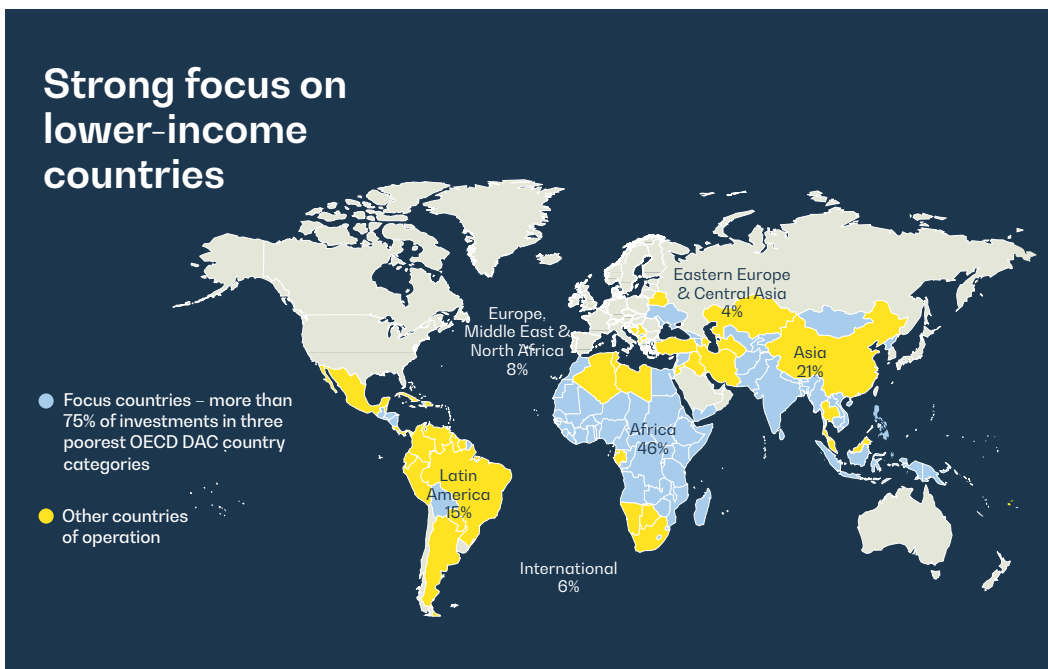 Strong focus on
lower-income
countries
Eastern Europe
& Central Asia
4%
Europe,
Middle East &
North Africa
8%
Asia
21%
Focus countries – more than
75% of investments in three
poorest OECD DAC country
categories
Africa
46%
Latin
America
15%
Other countries
of operation
International
6%